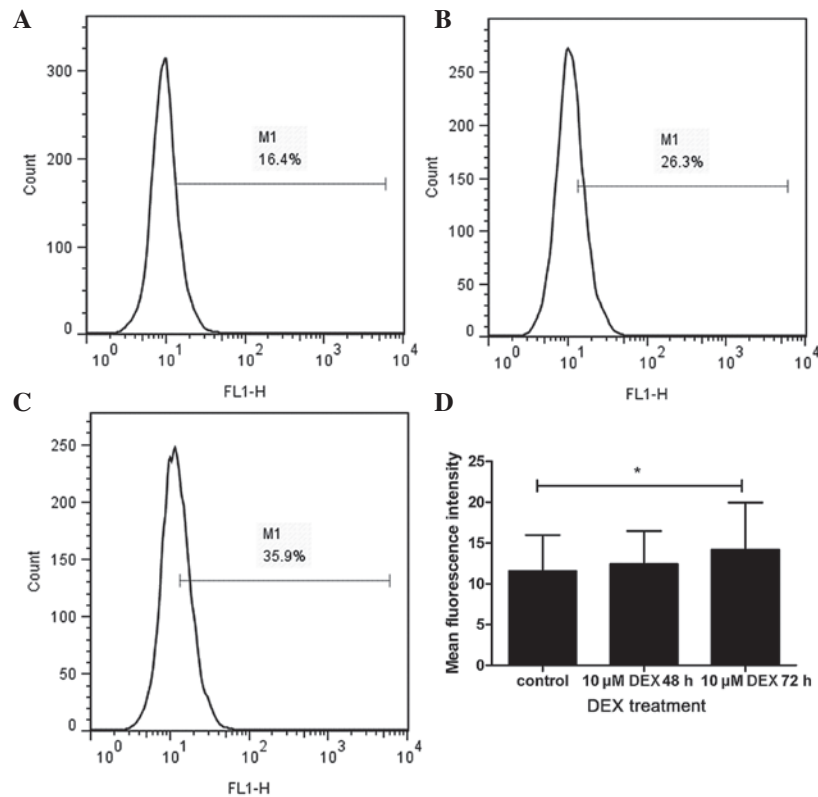 A
300
200
100
0
Count
M1
16.4%
10^0 10^1 10^2 10^3 10^4
FL1-H
B
250
200
150
100
50
0
Count
M1
26.3%
10^0 10^1 10^2 10^3 10^4
FL1-H
C
250
200
150
100
50
0
Count
M1
35.9%
10^0 10^1 10^2 10^3 10^4
FL1-H
D
25
20
15
10
5
0
Mean fluorescence intensity
*
control 10 µM DEX 48 h 10 µM DEX 72 h
DEX treatment